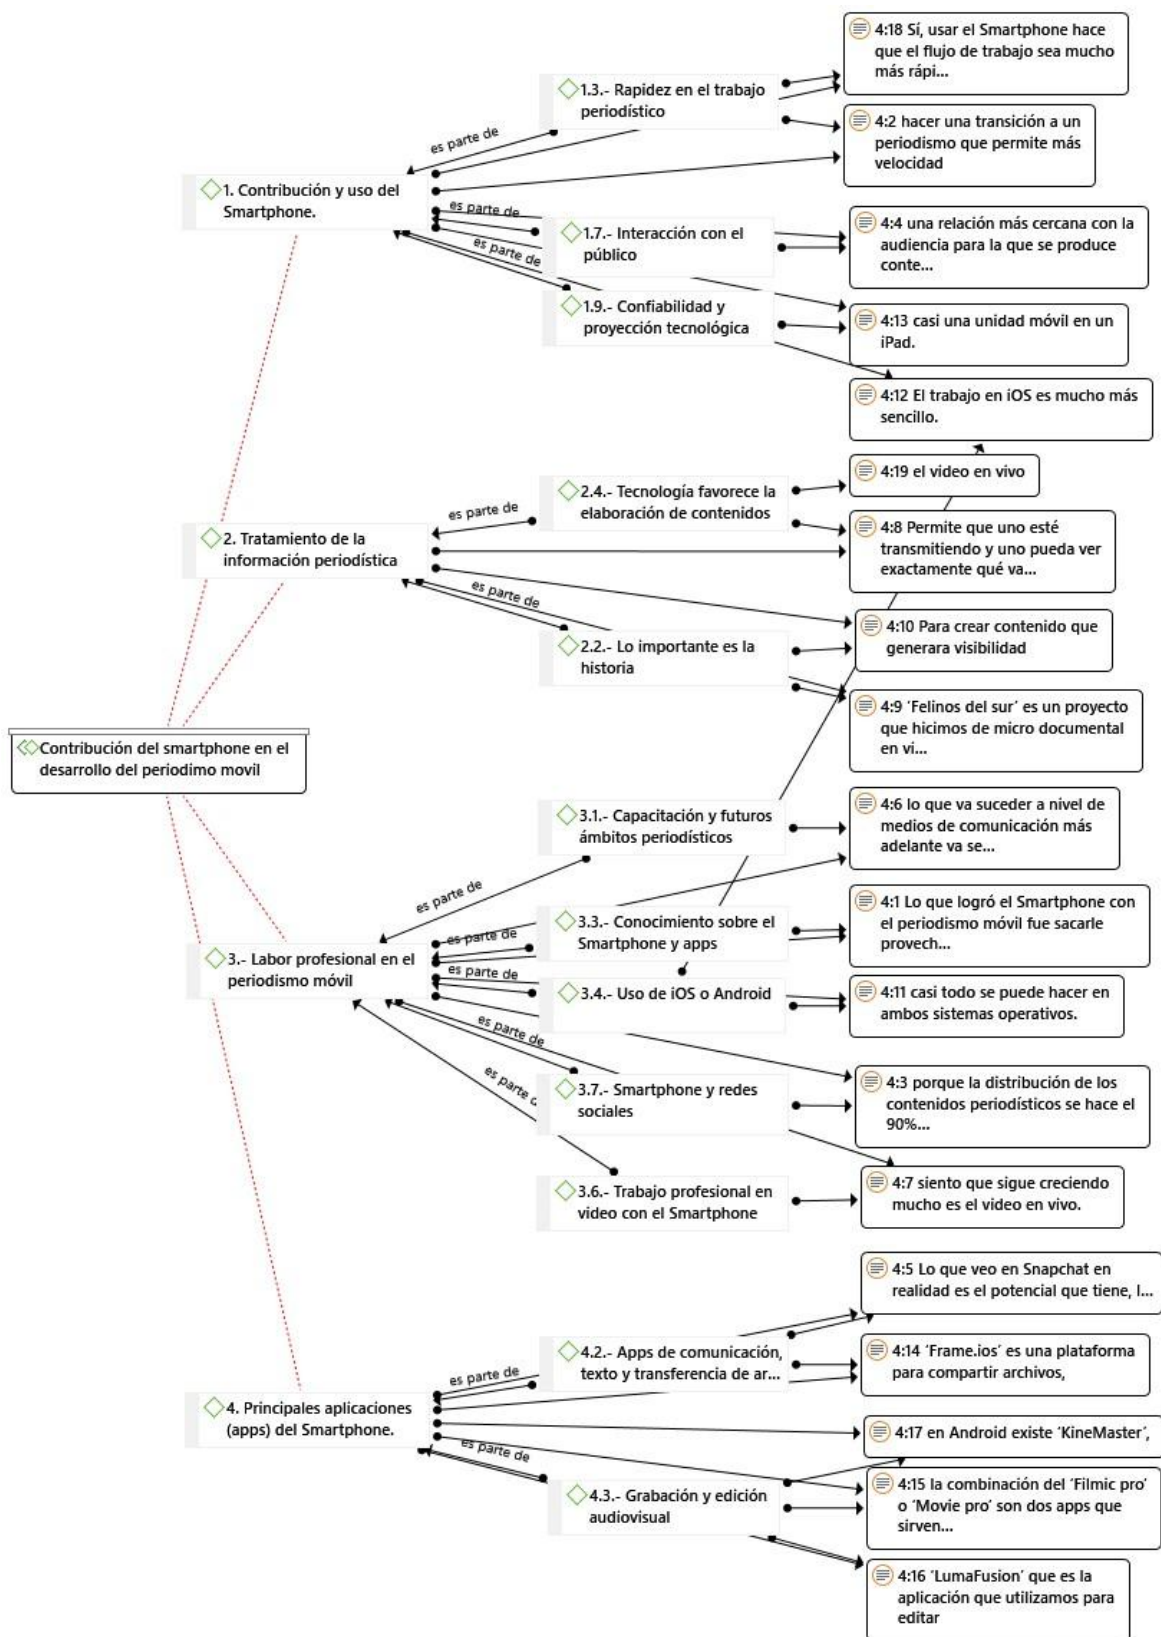 4:18 Sí, usar el Smartphone hace
que el flujo de trabajo sea mucho
más rápi...
1.3.- Rapidez en el trabajo
periodístico
4:2 hacer una transición a un
periodismo que permite más
velocidad
es parte de
1. Contribución y uso del
Smartphone.
es parte de
1.7.- Interacción con el
público
4:4 una relación más cercana con la
audiencia para la que se produce
conte...
es parte de
1.9.- Confiabilidad y
proyección tecnológica
4:13 casi una unidad móvil en un
iPad.
4:12 El trabajo en iOS es mucho más
sencillo.
4:19 el video en vivo
2.4.- Tecnología favorece la
elaboración de contenidos
es parte de
4:8 Permite que uno esté
transmitiendo y uno pueda ver
exactamente qué va...
2. Tratamiento de la
información periodística
es parte de
4:10 Para crear contenido que
generara visibilidad
2.2.- Lo importante es la
historia
4:9 ‘Felinos del sur’ es un proyecto
que hicimos de micro documental
en vi...
Contribución del smartphone en el
desarrollo del periodimo movil
3.1.- Capacitación y futuros
ámbitos periodísticos
4:6 lo que va suceder a nivel de
medios de comunicación más
adelante va se...
es parte de
3.3.- Conocimiento sobre el
Smartphone y apps
4:1 Lo que logró el Smartphone con
el periodismo móvil fue sacarle
provech...
es parte de
3.- Labor profesional en el
periodismo móvil
es parte de
3.4.- Uso de iOS o Android
4:11 casi todo se puede hacer en
ambos sistemas operativos.
es parte de
3.7.- Smartphone y redes
sociales
4:3 porque la distribución de los
contenidos periodísticos se hace el
90%...
es parte d
3.6.- Trabajo profesional en
video con el Smartphone
4:7 siento que sigue creciendo
mucho es el video en vivo.
4:5 Lo que veo en Snapchat en
realidad es el potencial que tiene, l...
4.2.- Apps de comunicación,
texto y transferencia de ar...
4:14 ‘Frame.ios’ es una plataforma
para compartir archivos,
es parte de
4. Principales aplicaciones
(apps) del Smartphone.
4:17 en Android existe ‘KineMaster’,
es parte de
4.3.- Grabación y edición
audiovisual
4:15 la combinación del ‘Filmic pro’
o ‘Movie pro’ son dos apps que
sirven...
4:16 ‘LumaFusion’ que es la
aplicación que utilizamos para
editar